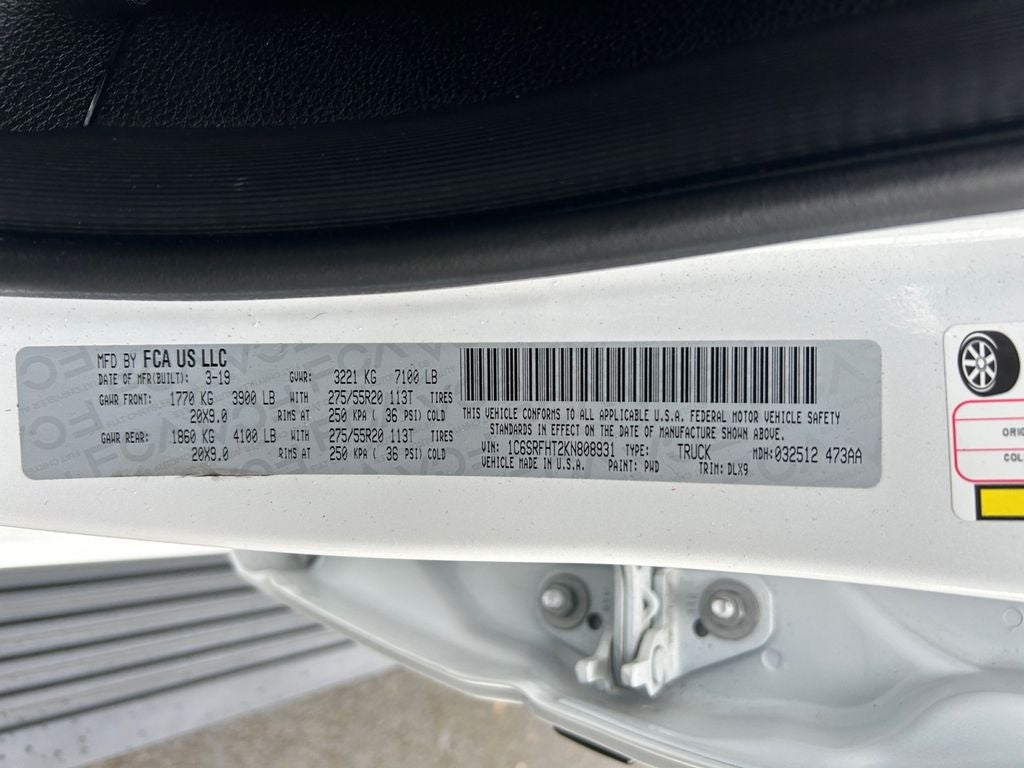 MFD BY FCA US LLC
DATE OF MFR(BUILT): 3-19 GVWR: 3221 KG 7100 LB
GAWR FRONT: 1770 KG 3900 LB WITH 275/55R20 113T TIRES
20X9.0 RIMS AT 250 KPA ( 36 PSI) COLD
GAWR REAR: 1860 KG 4100 LB WITH 275/55R20 113T TIRES
20X9.0 RIMS AT 250 KPA ( 36 PSI) COLD
THIS VEHICLE CONFORMS TO ALL APPLICABLE U.S.A. FEDERAL MOTOR VEHICLE SAFETY
STANDARDS IN EFFECT ON THE DATE OF MANUFACTURE SHOWN ABOVE.
VIN: 1C6SRFHT2KN808931 TYPE: TRUCK MDH:032512 473AA
VEHICLE MADE IN U.S.A. PAINT: PWD TRIM: DLX9
ORIG
COL